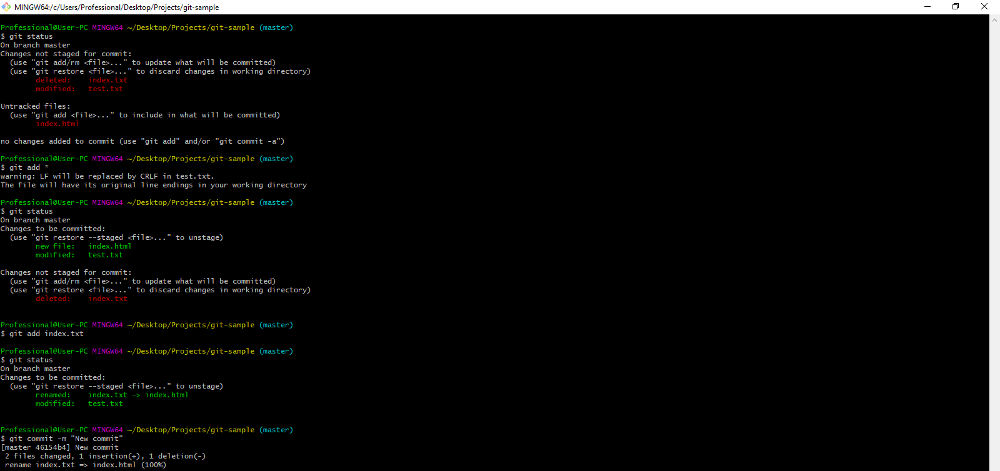 MINGW64:/c/Users/Professional/Desktop/Projects/git-sample
Professional@User-PC MINGW64 ~/Desktop/Projects/git-sample (master)
$ git status
On branch master
Changes not staged for commit:
  (use "git add/rm <file>..." to update what will be committed)
  (use "git restore <file>..." to discard changes in working directory)
        deleted:    index.txt
        modified:   test.txt

Untracked files:
  (use "git add <file>..." to include in what will be committed)
        index.html

no changes added to commit (use "git add" and/or "git commit -a")

Professional@User-PC MINGW64 ~/Desktop/Projects/git-sample (master)
$ git add *
warning: LF will be replaced by CRLF in test.txt.
The file will have its original line endings in your working directory

Professional@User-PC MINGW64 ~/Desktop/Projects/git-sample (master)
$ git status
On branch master
Changes to be committed:
  (use "git restore --staged <file>..." to unstage)
        new file:   index.html
        modified:   test.txt

Changes not staged for commit:
  (use "git add/rm <file>..." to update what will be committed)
  (use "git restore <file>..." to discard changes in working directory)
        deleted:    index.txt

Professional@User-PC MINGW64 ~/Desktop/Projects/git-sample (master)
$ git add index.txt

Professional@User-PC MINGW64 ~/Desktop/Projects/git-sample (master)
$ git status
On branch master
Changes to be committed:
  (use "git restore --staged <file>..." to unstage)
        renamed:    index.txt -> index.html
        modified:   test.txt

Professional@User-PC MINGW64 ~/Desktop/Projects/git-sample (master)
$ git commit -m "New commit"
[master 46154b4] New commit
 2 files changed, 1 insertion(+), 1 deletion(-)
 rename index.txt => index.html (100%)